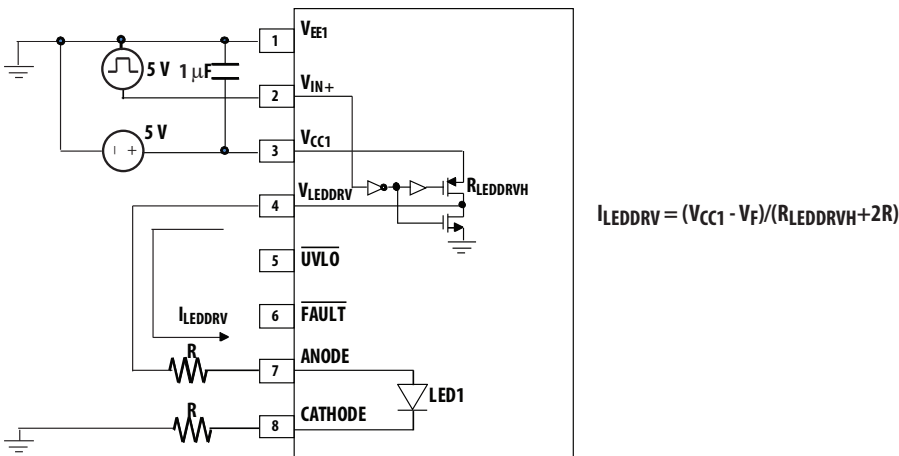 1 VEE1
5 V 1 μF
2 VIN+
5 V
- +
3 VCC1
RLEDDRVH
4 VLEDDRV
ILEDDRV = (VCC1 - VF)/(RLEDDRVH+2R)
5 UVLO
6 FAULT
ILEDDRV
R
7 ANODE
LED1
R
8 CATHODE